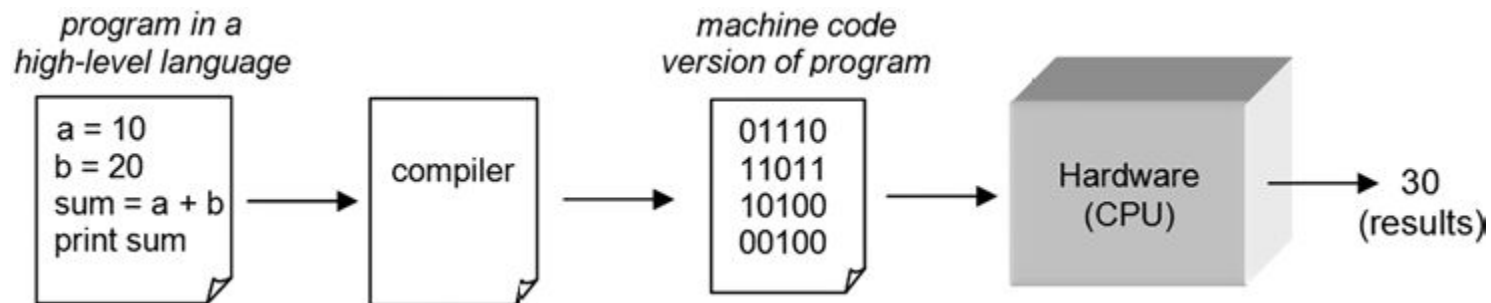 program in a
high-level language
a = 10
b = 20
sum = a + b
print sum
compiler
machine code
version of program
01110
11011
10100
00100
Hardware
(CPU)
30
(results)